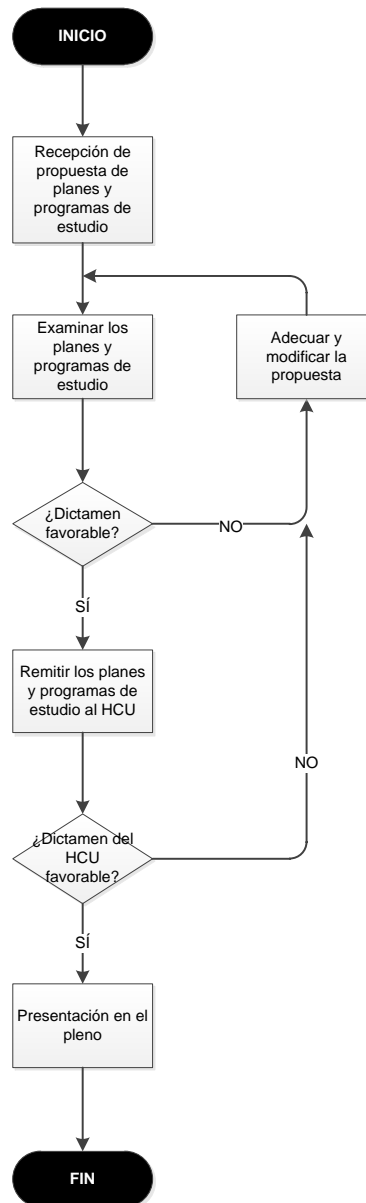 INICIO
Recepción de
propuesta de
planes y
programas de
estudio
Examinar los
planes y
programas de
estudio
Adecuar y
modificar la
propuesta
¿Dictamen
favorable?
NO
SÍ
Remitir los planes
y programas de
estudio al HCU
NO
¿Dictamen del
HCU
favorable?
SÍ
Presentación en el
pleno
FIN